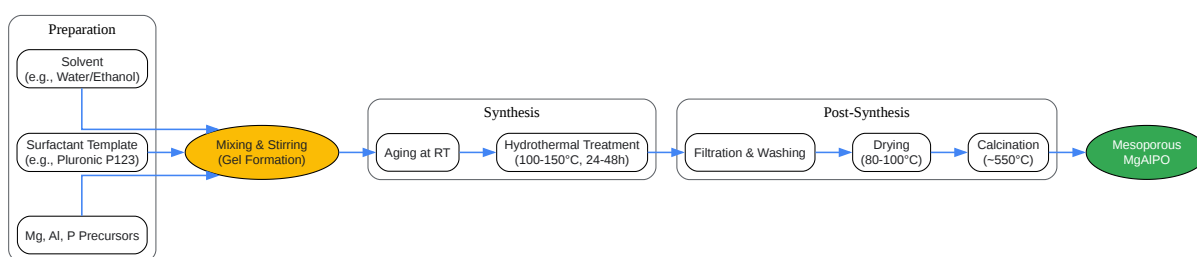 Preparation
Solvent
(e.g., Water/Ethanol)
Surfactant Template
(e.g., Pluronic P123)
Mg, Al, P Precursors
Mixing & Stirring
(Gel Formation)
Synthesis
Aging at RT
Hydrothermal Treatment
(100-150°C, 24-48h)
Post-Synthesis
Filtration & Washing
Drying
(80-100°C)
Calcination
(~550°C)
Mesoporous
MgAlPO